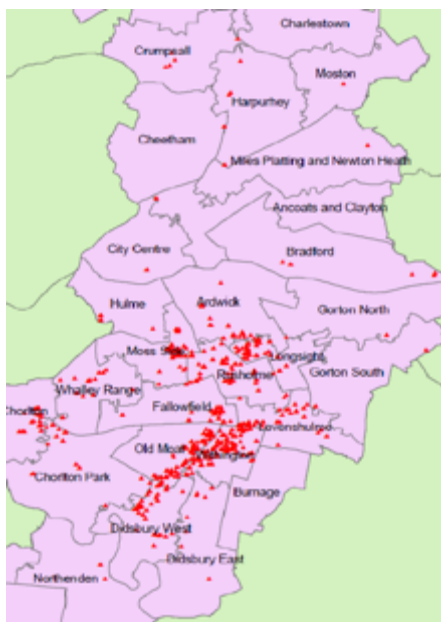 Charlestown
Crumpsall
Moston
Harpurhey
Cheetham
Miles Platting and Newton Heath
Ancoats and Clayton
City Centre
Bradford
Hulme
Ardwick
Gorton North
Moss Side
Longsight
Rusholme
Gorton South
Whalley Range
Chorlton
Fallowfield
Levenshulme
Old Moat
Withington
Chorlton Park
Burnage
Didsbury West
Didsbury East
Northenden